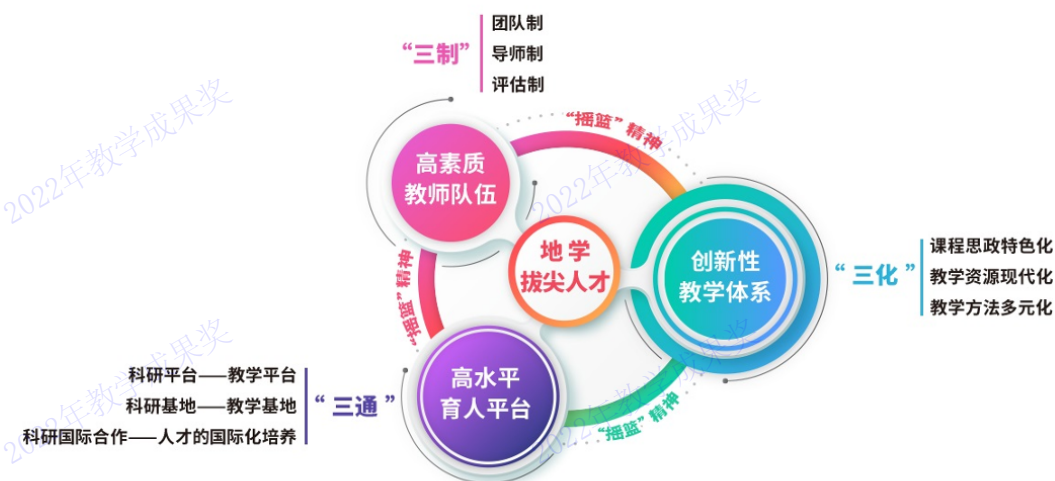 “三制”
团队制
导师制
评估制
“摇篮”精神
高素质
教师队伍
地学
拔尖人才
创新性
教学体系
“三化”
课程思政特色化
教学资源现代化
教学方法多元化
“摇篮”精神
高水平
育人平台
“三通”
科研平台——教学平台
科研基地——教学基地
科研国际合作——人才的国际化培养
“摇篮”精神
2022年教学成果奖
2022年教学成果奖
2022年教学成果奖
2022年教学成果奖